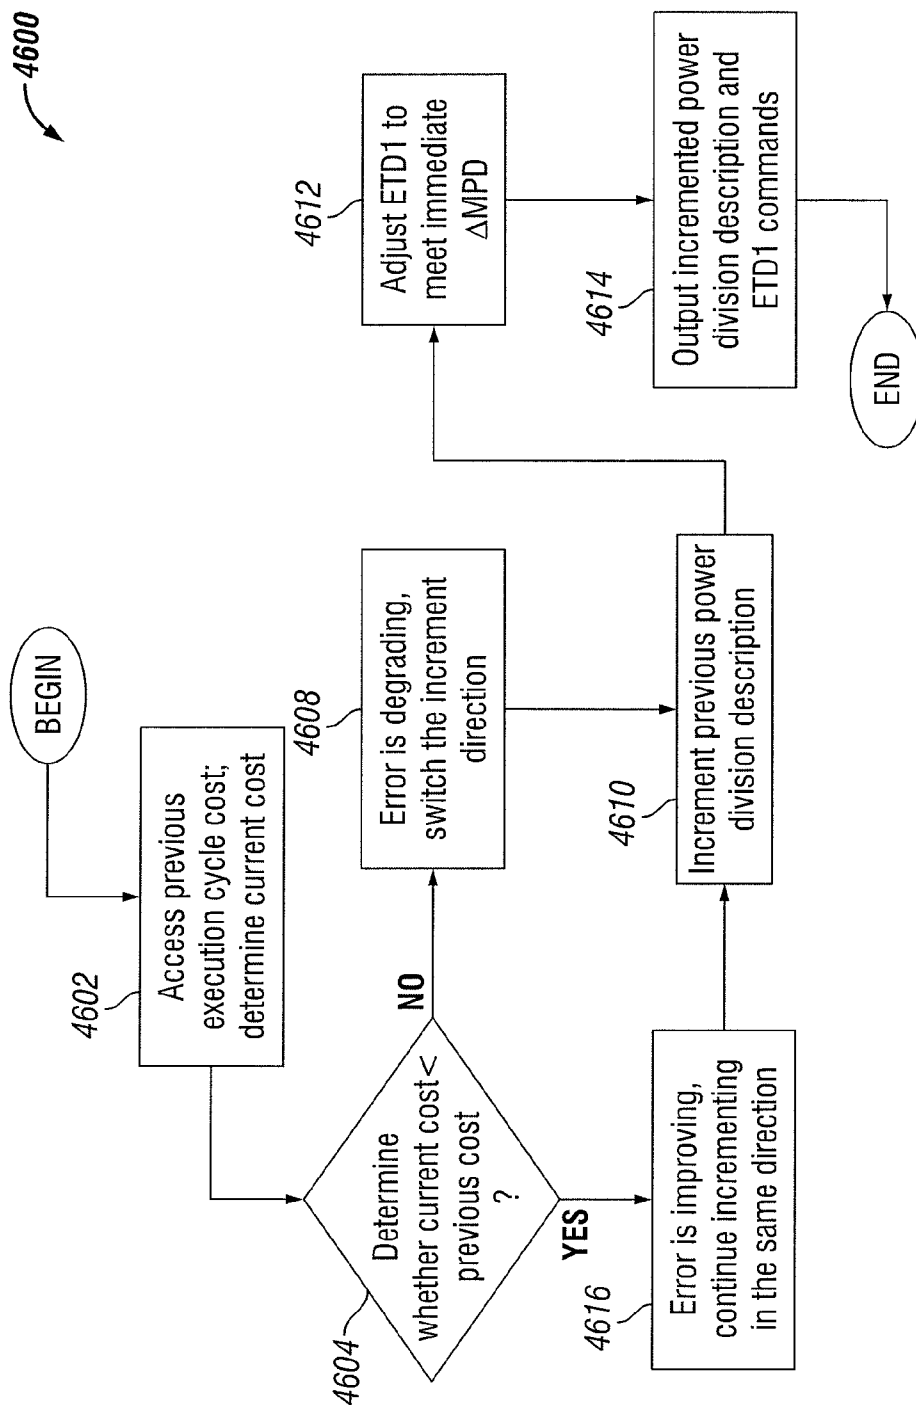 4600
BEGIN
4602
Access previous
execution cycle cost;
determine current cost
4604
Determine
whether current cost<
previous cost
?
NO
YES
4608
Error is degrading,
switch the increment
direction
4616
Error is improving,
continue incrementing
in the same direction
4610
Increment previous power
division description
4612
Adjust ETD1 to
meet immediate
ΔMPD
4614
Output incremented power
division description and
ETD1 commands
END